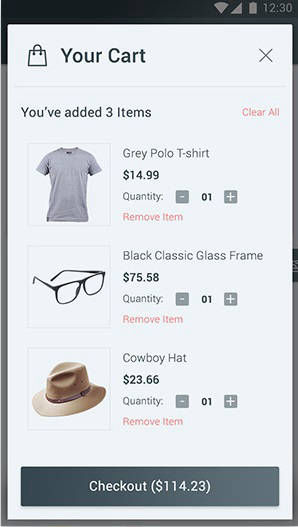 12:30
Your Cart
You've added 3 Items
Clear All
Grey Polo T-shirt
$14.99
Quantity: - 01 +
Remove Item
Black Classic Glass Frame
$75.58
Quantity: - 01 +
Remove Item
Cowboy Hat
$23.66
Quantity: - 01 +
Remove Item
Checkout ($114.23)